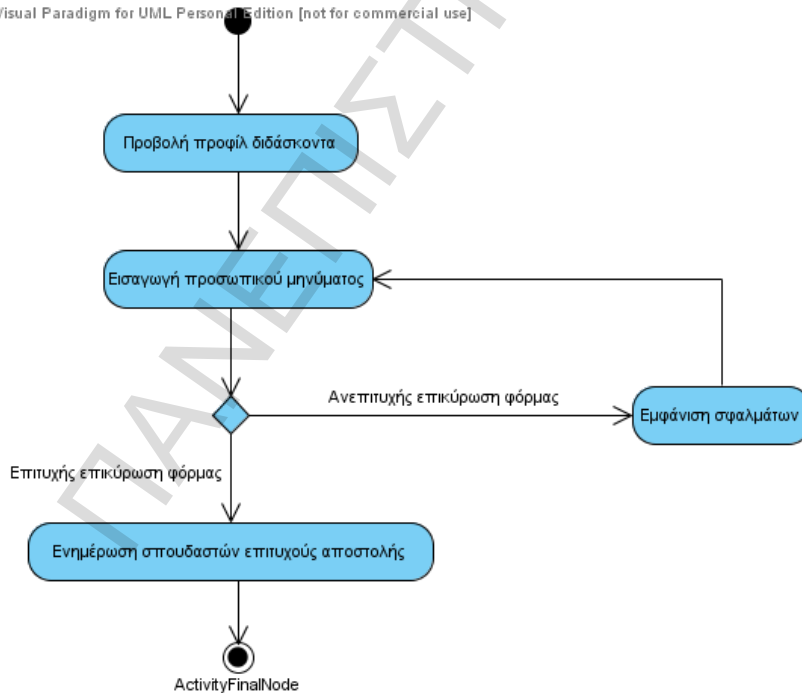 Visual Paradigm for UML Personal Edition [not for commercial use]
Προβολή προφίλ διδάσκοντα
Εισαγωγή προσωπικού μηνύματος
Ανεπιτυχής επικύρωση φόρμας
Εμφάνιση σφαλμάτων
Επιτυχής επικύρωση φόρμας
Ενημέρωση σπουδαστών επιτυχούς αποστολής
ActivityFinalNode